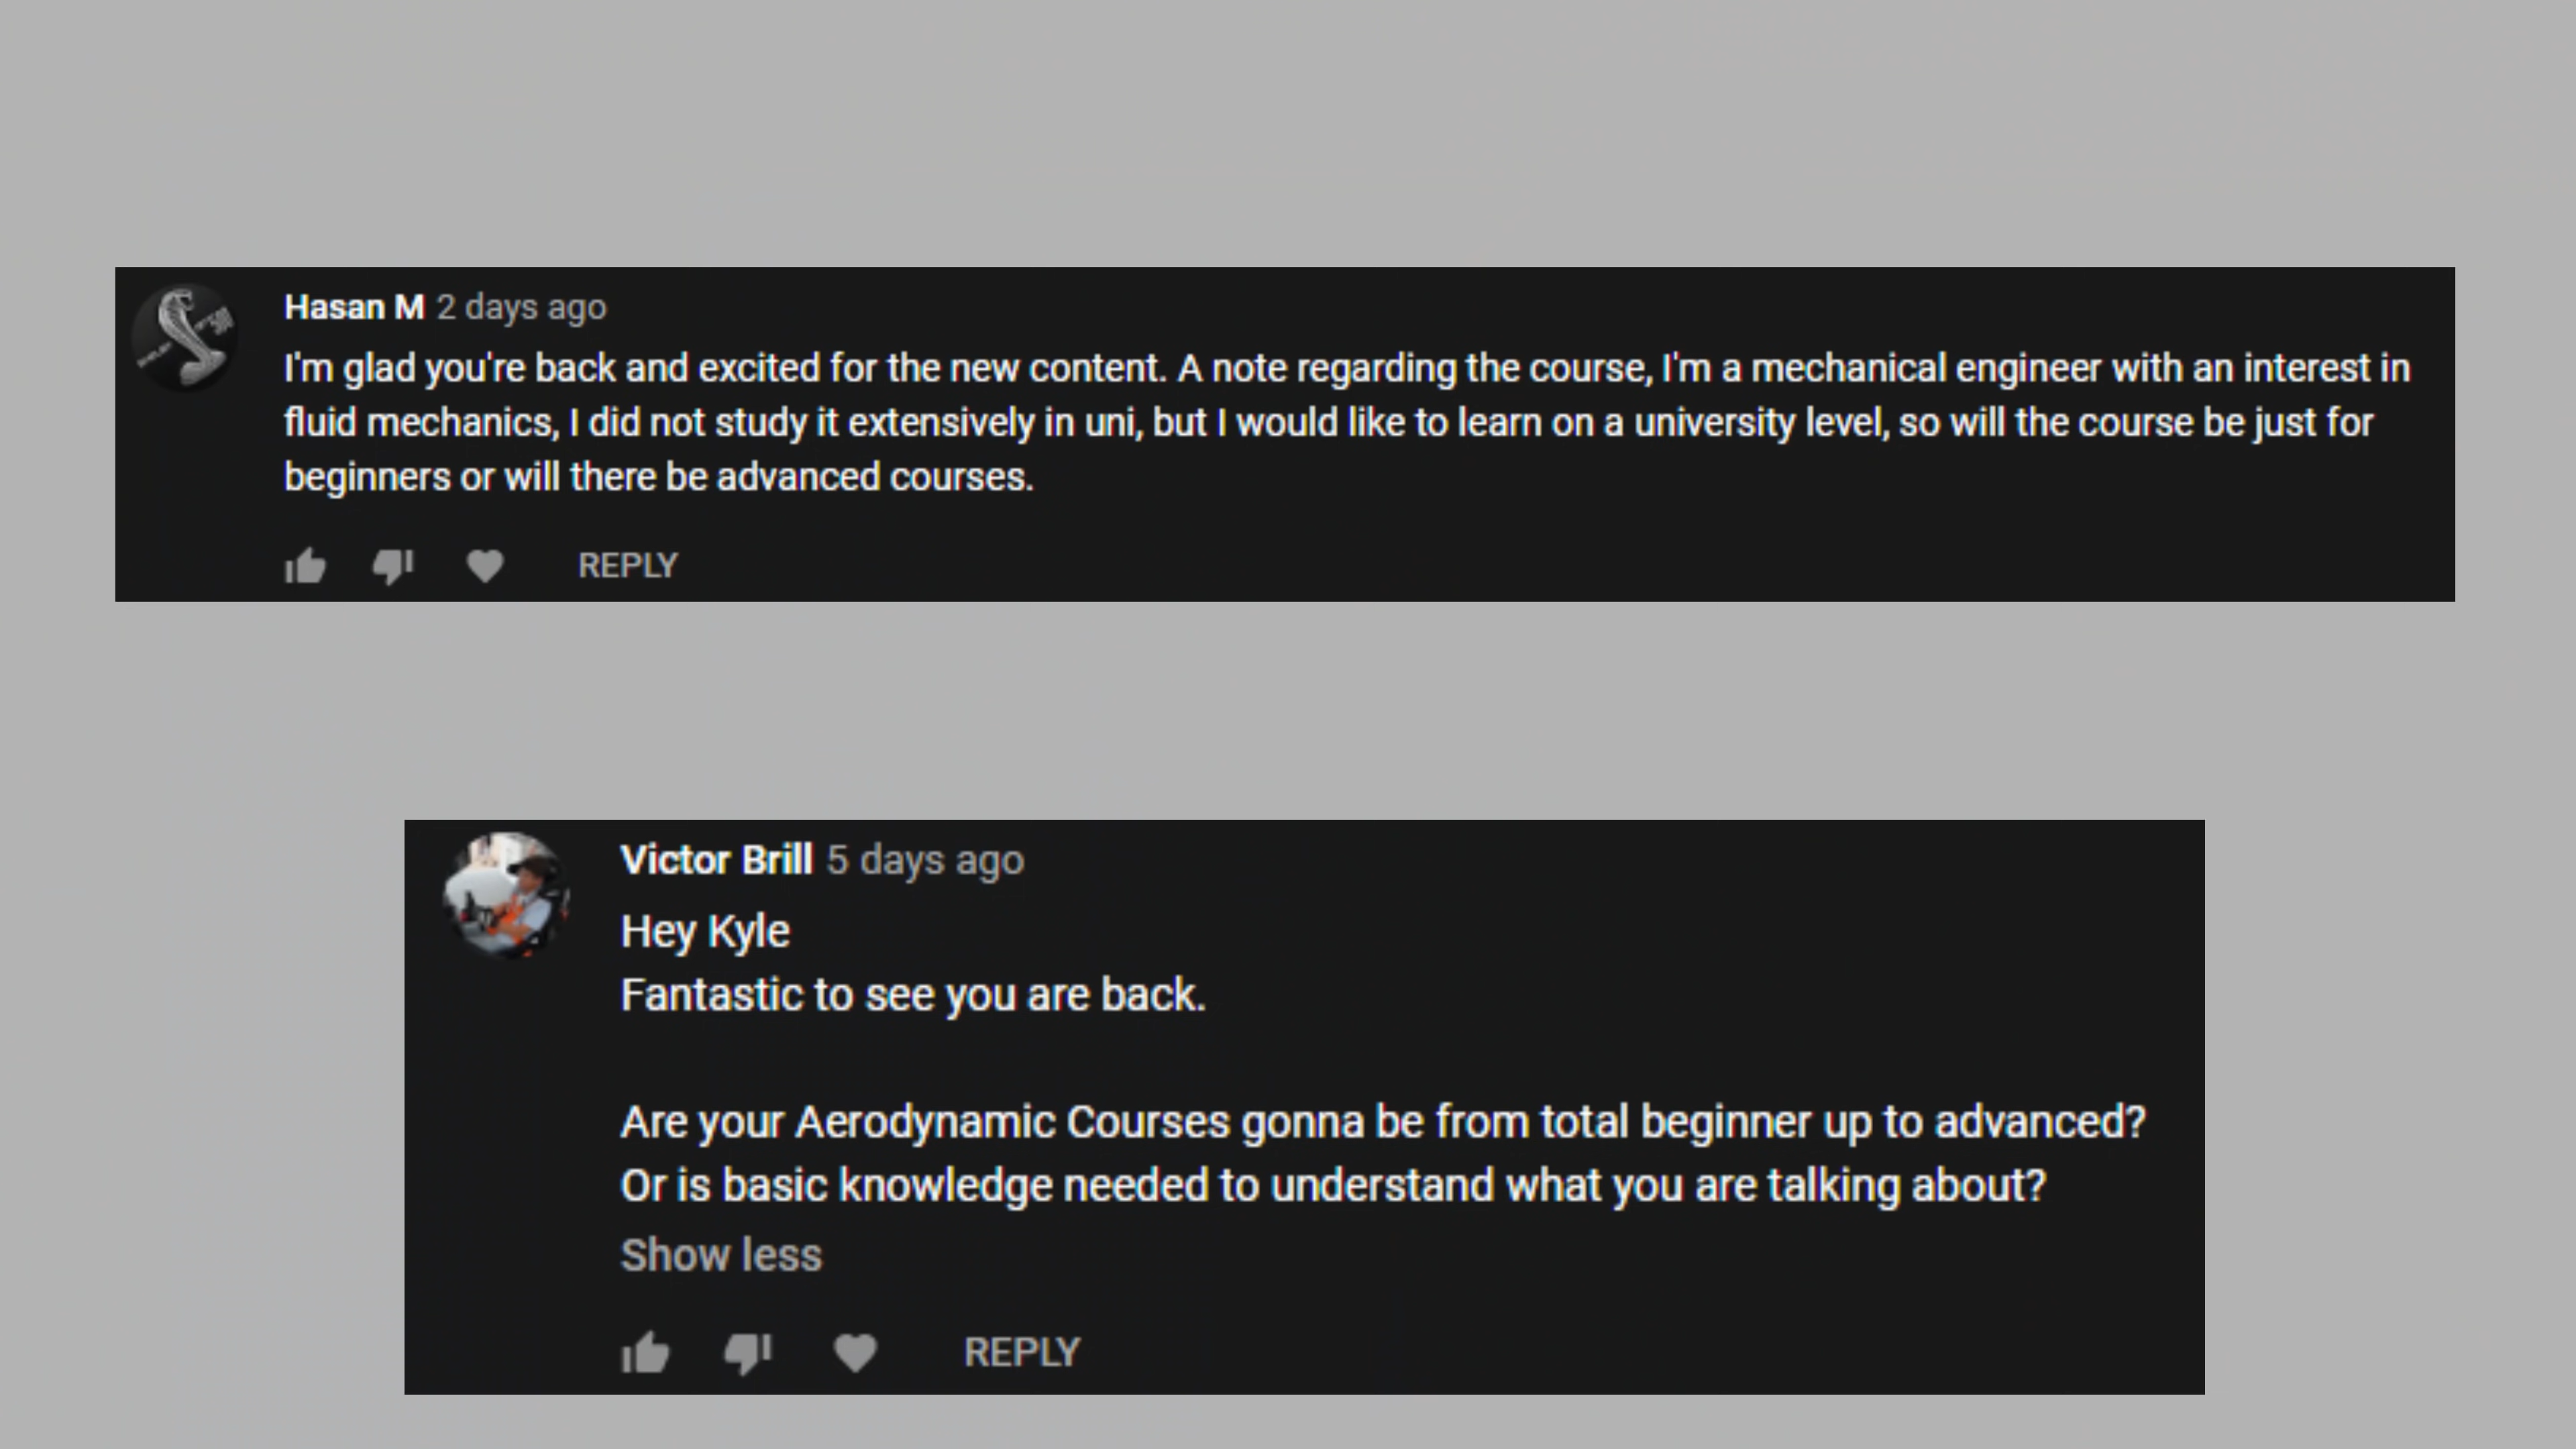 Hasan M 2 days ago
I'm glad you're back and excited for the new content. A note regarding the course, I'm a mechanical engineer with an interest in
fluid mechanics, I did not study it extensively in uni, but I would like to learn on a university level, so will the course be just for
beginners or will there be advanced courses.
REPLY
Victor Brill 5 days ago
Hey Kyle
Fantastic to see you are back.
Are your Aerodynamic Courses gonna be from total beginner up to advanced?
Or is basic knowledge needed to understand what you are talking about?
Show less
REPLY